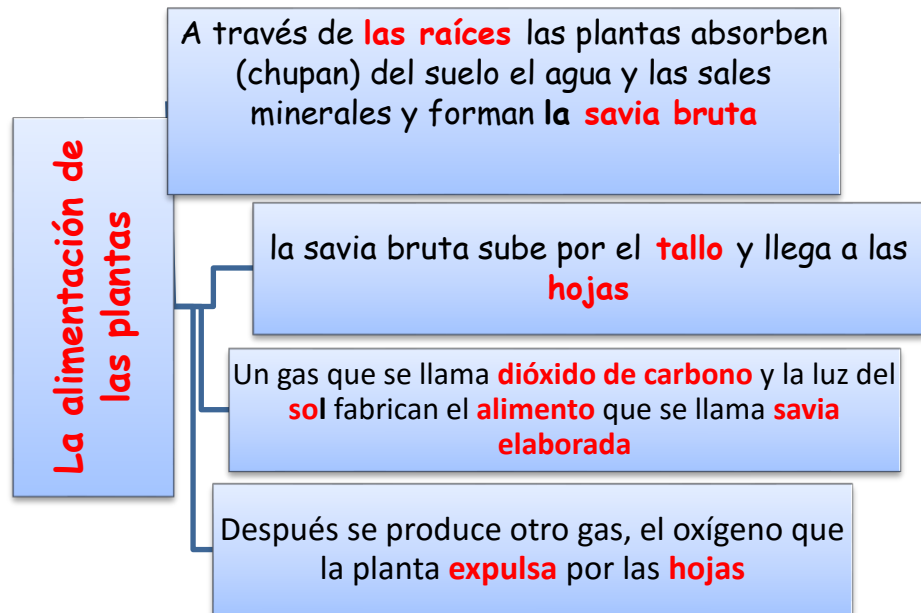 La alimentación de
las plantas
A través de las raíces las plantas absorben
(chupan) del suelo el agua y las sales
minerales y forman la savia bruta
la savia bruta sube por el tallo y llega a las
hojas
Un gas que se llama dióxido de carbono y la luz del
sol fabrican el alimento que se llama savia
elaborada
Después se produce otro gas, el oxígeno que
la planta expulsa por las hojas